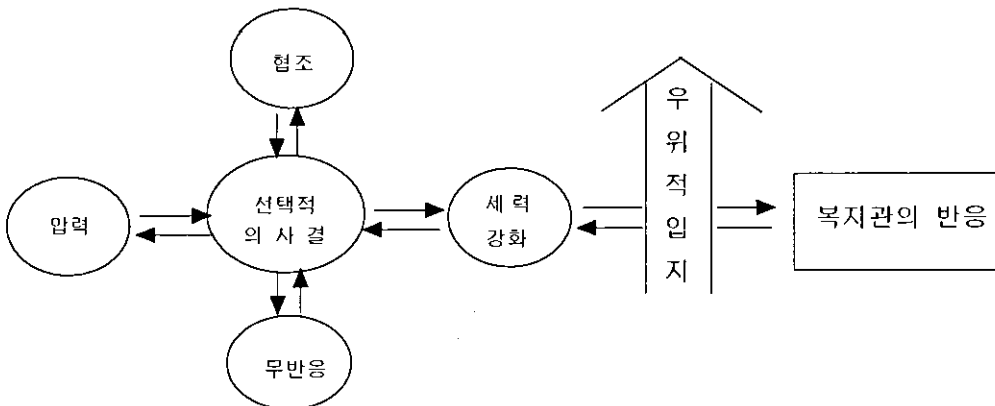 협조
압력
선택적
의 사 결
세 력
강화
무반응
우
위
적
입
지
복지관의 반응